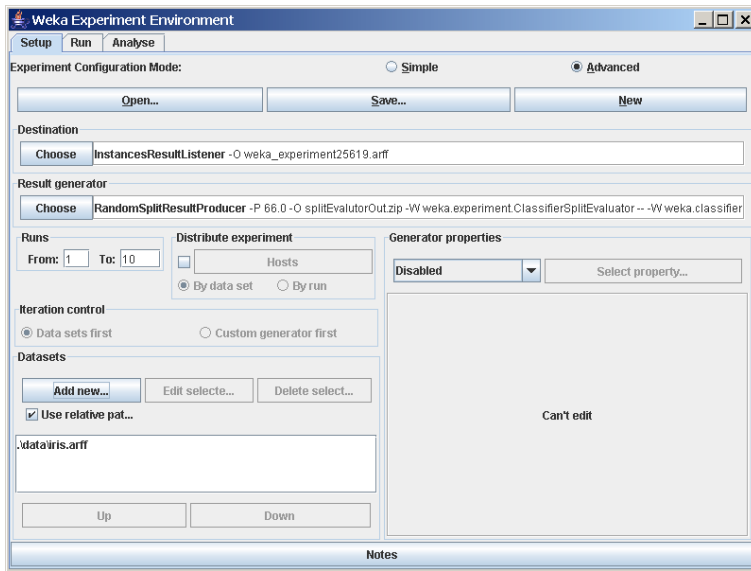 Weka Experiment Environment
Setup Run Analyse
Experiment Configuration Mode: Simple Advanced
Open... Save... New
Destination
Choose InstancesResultListener -O weka_experiment25619.arff
Result generator
Choose RandomSplitResultProducer -P 66.0 -O splitEvalutorOut.zip -W weka.experiment.ClassifierSplitEvaluator -- -W weka.classifier
Runs Distribute experiment Generator properties
From: 1 To: 10 Hosts Disabled Select property...
By data set By run
Iteration control
Data sets first Custom generator first
Datasets
Add new... Edit selecte... Delete select...
Use relative pat... Can't edit
.\data\iris.arff
Up Down
Notes